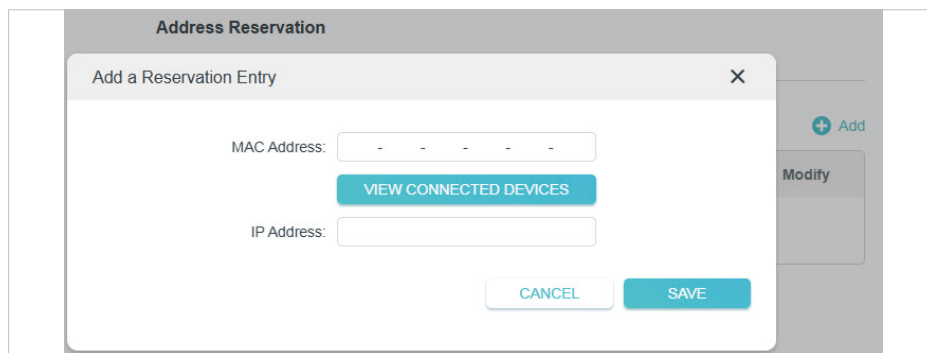 Address Reservation
Add a Reservation Entry
Add
MAC Address: - - - - -
VIEW CONNECTED DEVICES
Modify
IP Address:
CANCEL SAVE